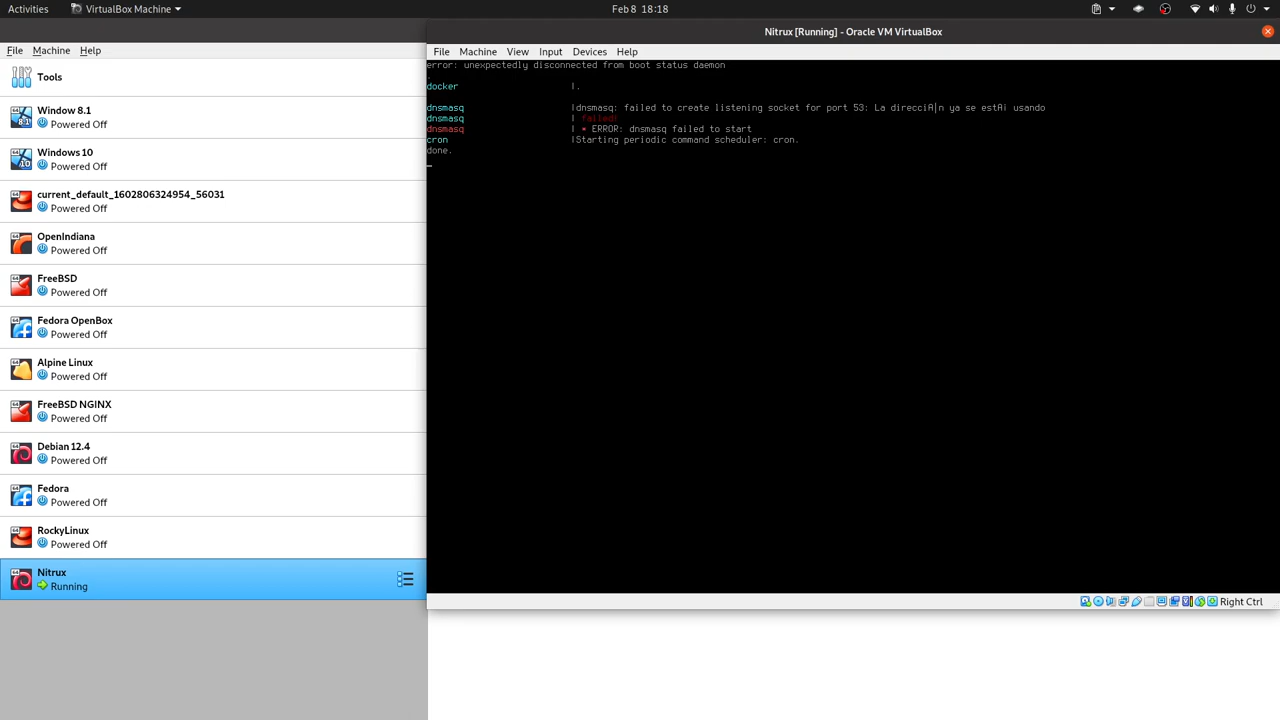 Activities
VirtualBox Machine
Feb 8 18:18
File Machine Help
Tools
Window 8.1
Powered Off
Windows 10
Powered Off
current_default_1602806324954_56031
Powered Off
OpenIndiana
Powered Off
FreeBSD
Powered Off
Fedora OpenBox
Powered Off
Alpine Linux
Powered Off
FreeBSD NGINX
Powered Off
Debian 12.4
Powered Off
Fedora
Powered Off
RockyLinux
Powered Off
Nitrux
Running
Nitrux [Running] - Oracle VM VirtualBox
File Machine View Input Devices Help
error: unexpectedly disconnected from boot status daemon
.
docker |.
dnsmasq |dnsmasq: failed to create listening socket for port 53: La direcciÃ|n ya se estÃ¡ usando
dnsmasq | failed!
dnsmasq | * ERROR: dnsmasq failed to start
cron |Starting periodic command scheduler: cron.
done.
Right Ctrl